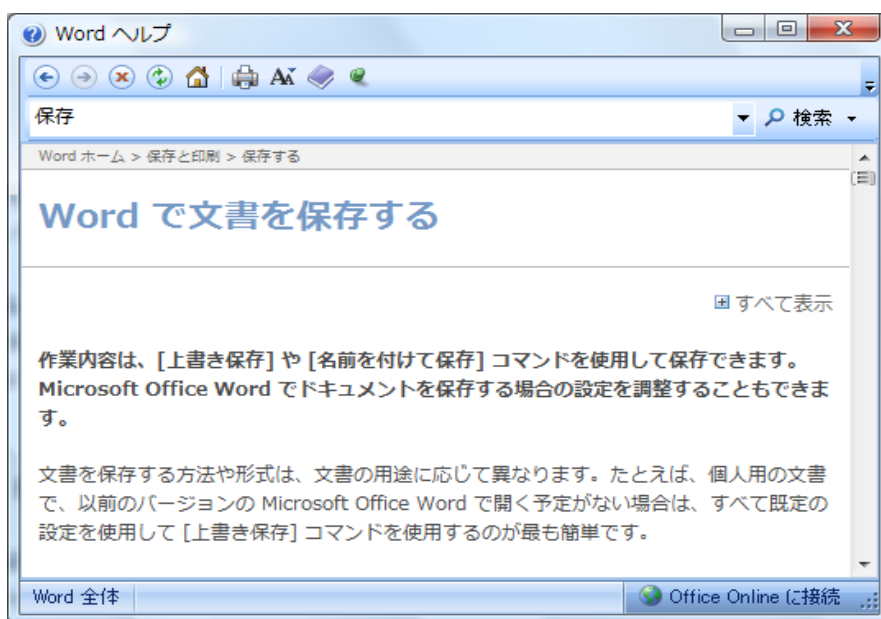 Word ヘルプ
保存
検索
Word ホーム > 保存と印刷 > 保存する
Word で文書を保存する
すべて表示
作業内容は、[上書き保存] や [名前を付けて保存] コマンドを使用して保存できます。
Microsoft Office Word でドキュメントを保存する場合の設定を調整することもできま
す。
文書を保存する方法や形式は、文書の用途に応じて異なります。たとえば、個人用の文書
で、以前のバージョンの Microsoft Office Word で開く予定がない場合は、すべて既定の
設定を使用して [上書き保存] コマンドを使用するのが最も簡単です。
Word 全体
Office Online に接続